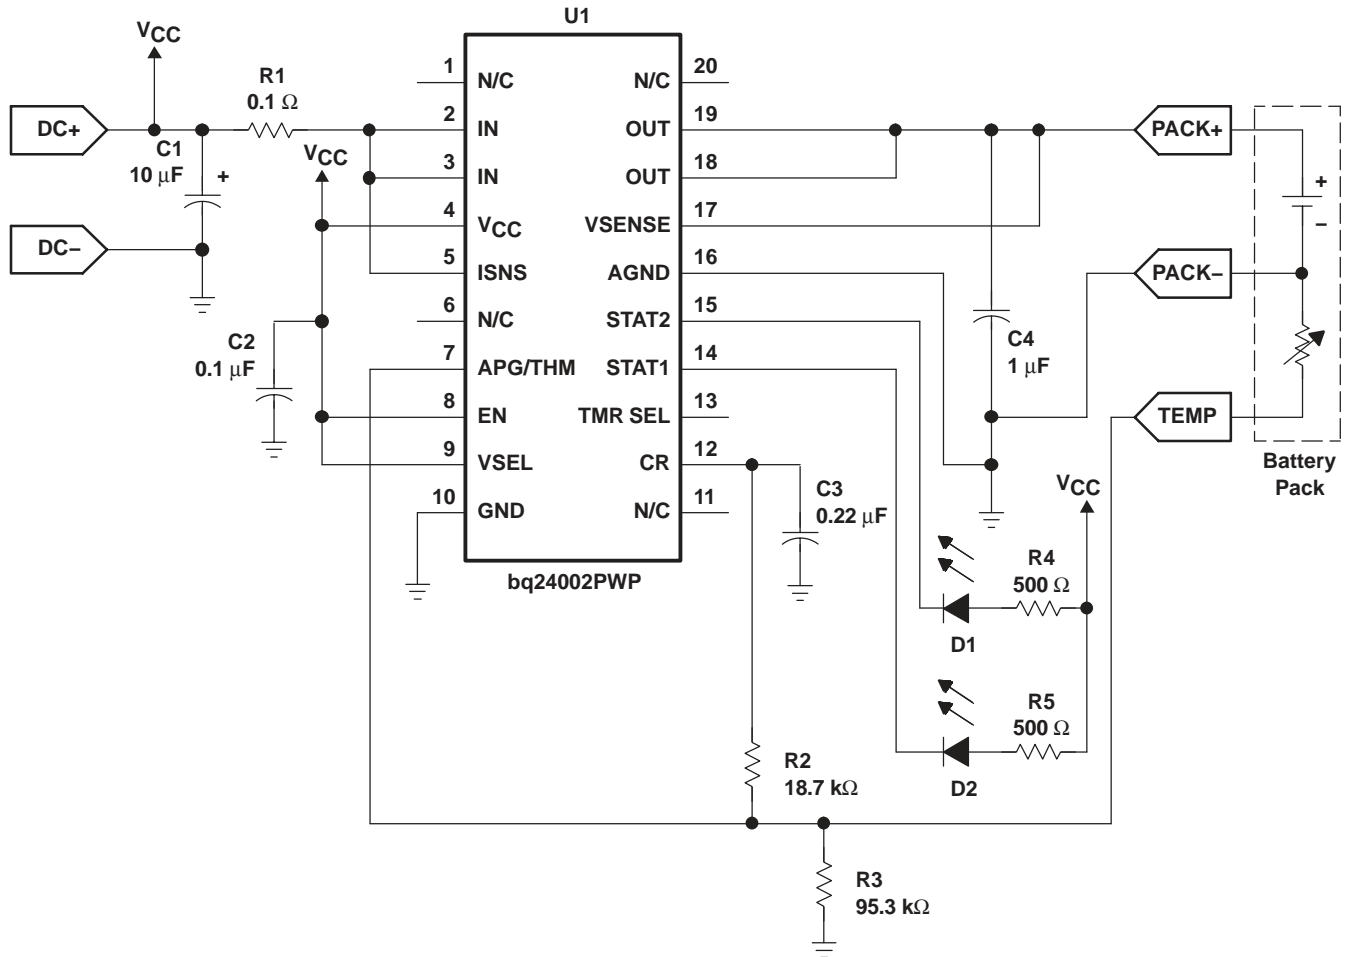 U1
VCC
DC+
C1
10 μF
+
R1
0.1 Ω
VCC
DC−
C2
0.1 μF
1 N/C
2 IN
3 IN
4 VCC
5 ISNS
6 N/C
7 APG/THM
8 EN
9 VSEL
10 GND
N/C 20
OUT 19
OUT 18
VSENSE 17
AGND 16
STAT2 15
STAT1 14
TMR SEL 13
CR 12
N/C 11
bq24002PWP
C3
0.22 μF
C4
1 μF
PACK+
+
−
PACK−
TEMP
Battery
Pack
VCC
R4
500 Ω
D1
R5
500 Ω
D2
R2
18.7 kΩ
R3
95.3 kΩ